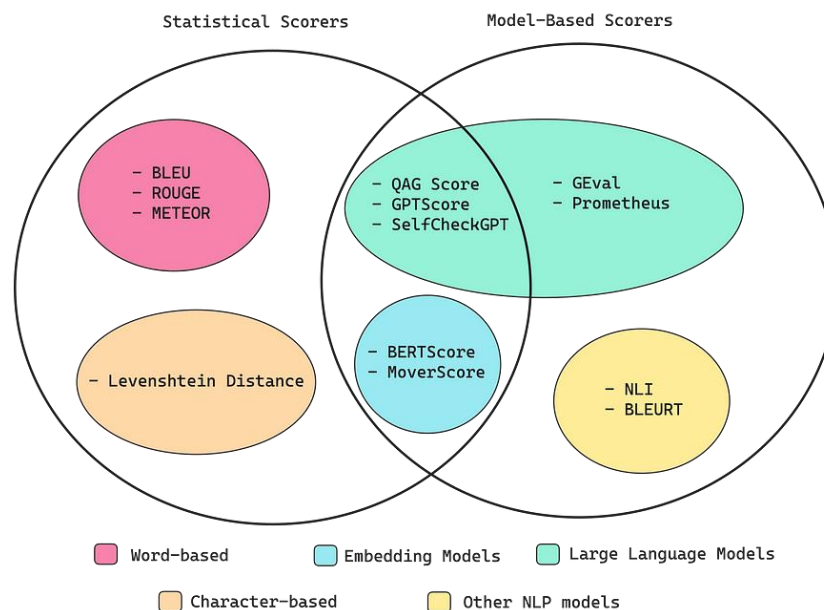 Statistical Scorers
Model-Based Scorers
- BLEU
- ROUGE
- METEOR
- QAG Score
- GPTScore
- SelfCheckGPT
- GEval
- Prometheus
- Levenshtein Distance
- BERTScore
- MoverScore
- NLI
- BLEURT
Word-based
Embedding Models
Large Language Models
Character-based
Other NLP models